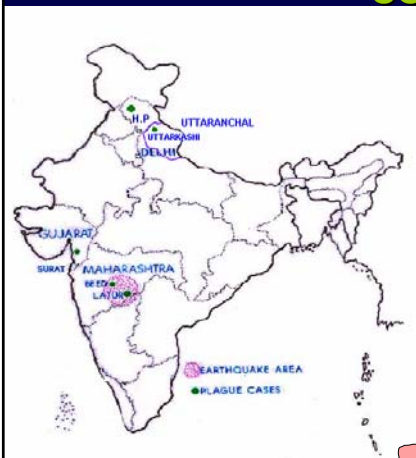 H.P
UTTARANCHAL
UTTARKASHI
DELHI
GUJARAT
SURAT
MAHARASHTRA
BEED
LATUR
EARTHQUAKE AREA
PLAGUE CASES